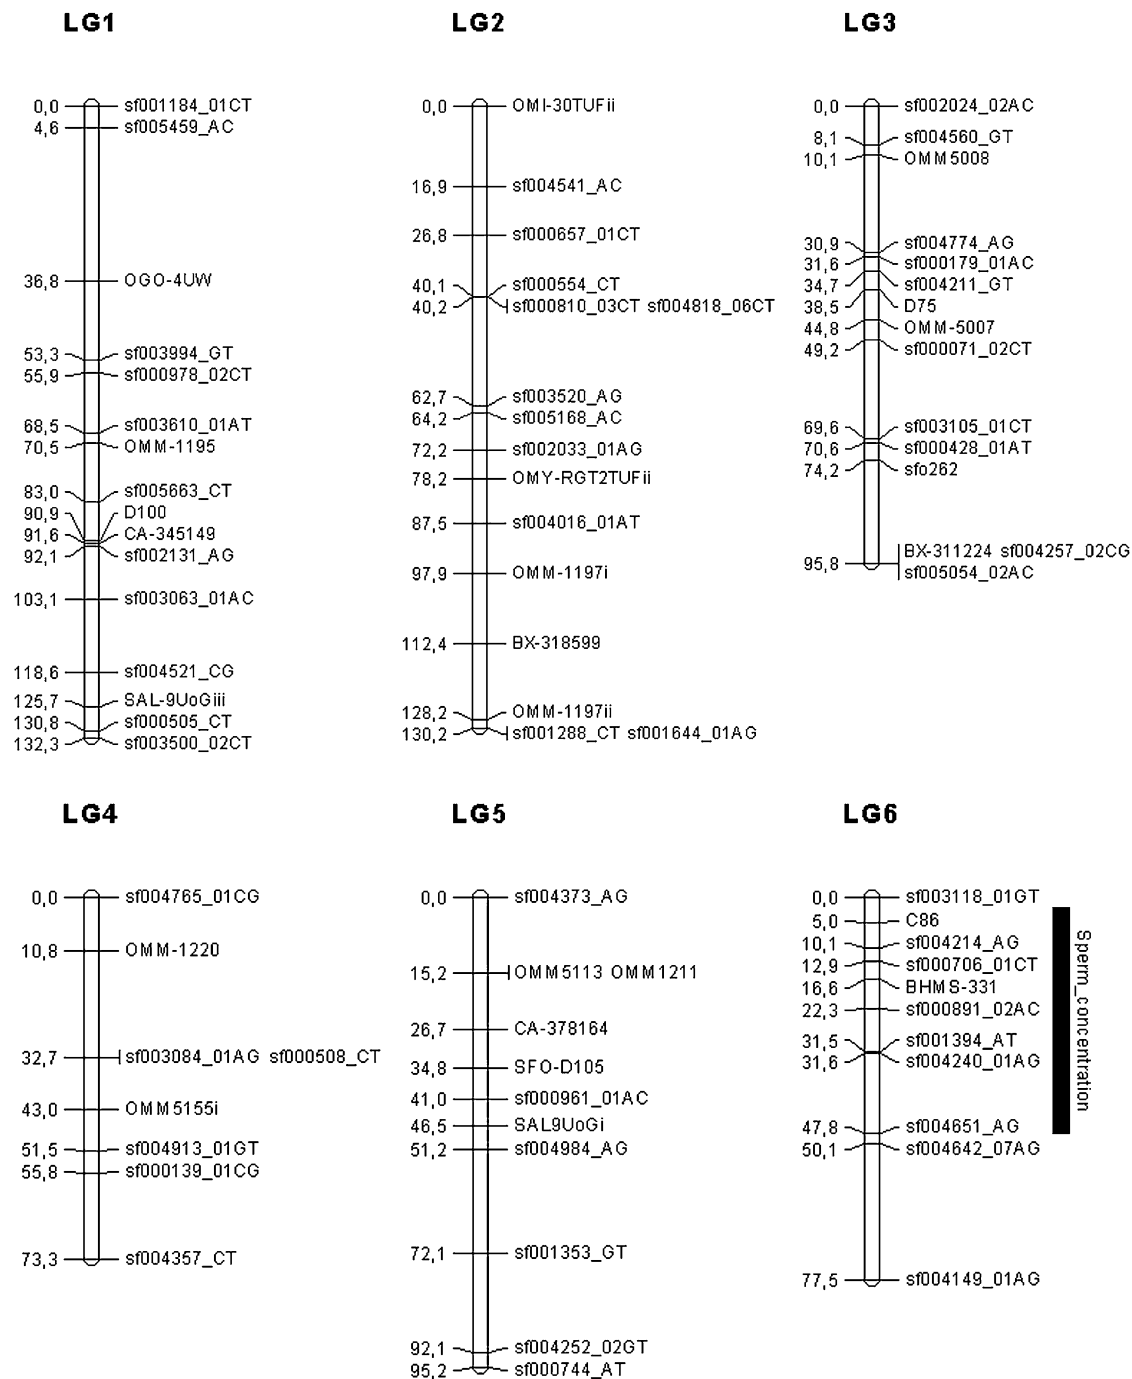 LG1
0,0 sf001184_01CT
4,6 sf005459_AC
36,8 OGO-4UW
53,3 sf003994_GT
55,9 sf000978_02CT
68,5 sf003610_01AT
70,5 OMM-1195
83,0 sf005663_CT
90,9 D100
91,6 CA-345149
92,1 sf002131_AG
103,1 sf003063_01AC
118,6 sf004521_CG
125,7 SAL-9UoGiii
130,8 sf000505_CT
132,3 sf003500_02CT
LG2
0,0 OMI-30TUFii
16,9 sf004541_AC
26,8 sf000657_01CT
40,1 sf000554_CT
40,2 sf000810_03CT sf004818_06CT
62,7 sf003520_AG
64,2 sf005168_AC
72,2 sf002033_01AG
78,2 OMY-RGT2TUFii
87,5 sf004016_01AT
97,9 OMM-1197i
112,4 BX-318599
128,2 OMM-1197ii
130,2 sf001288_CT sf001644_01AG
LG3
0,0 sf002024_02AC
8,1 sf004560_GT
10,1 OMM5008
30,9 sf004774_AG
31,6 sf000179_01AC
34,7 sf004211_GT
38,5 D75
44,8 OMM-5007
49,2 sf000071_02CT
69,6 sf003105_01CT
70,6 sf000428_01AT
74,2 sfo262
BX-311224 sf004257_02CG
95,8
sf005054_02AC
LG4
0,0 sf004765_01CG
10,8 OMM-1220
32,7 sf003084_01AG sf000508_CT
43,0 OMM5155i
51,5 sf004913_01GT
55,8 sf000139_01CG
73,3 sf004357_CT
LG5
0,0 sf004373_AG
15,2 OMM5113 OMM1211
26,7 CA-378164
34,8 SFO-D105
41,0 sf000961_01AC
46,5 SAL9UoGi
51,2 sf004984_AG
72,1 sf001353_GT
92,1 sf004252_02GT
95,2 sf000744_AT
LG6
0,0 sf003118_01GT
5,0 C86
10,1 sf004214_AG
12,9 sf000706_01CT
16,6 BHMS-331
22,3 sf000891_02AC
31,5 sf001394_AT
31,6 sf004240_01AG
47,8 sf004651_AG
50,1 sf004642_07AG
77,5 sf004149_01AG
Sperm_concentration